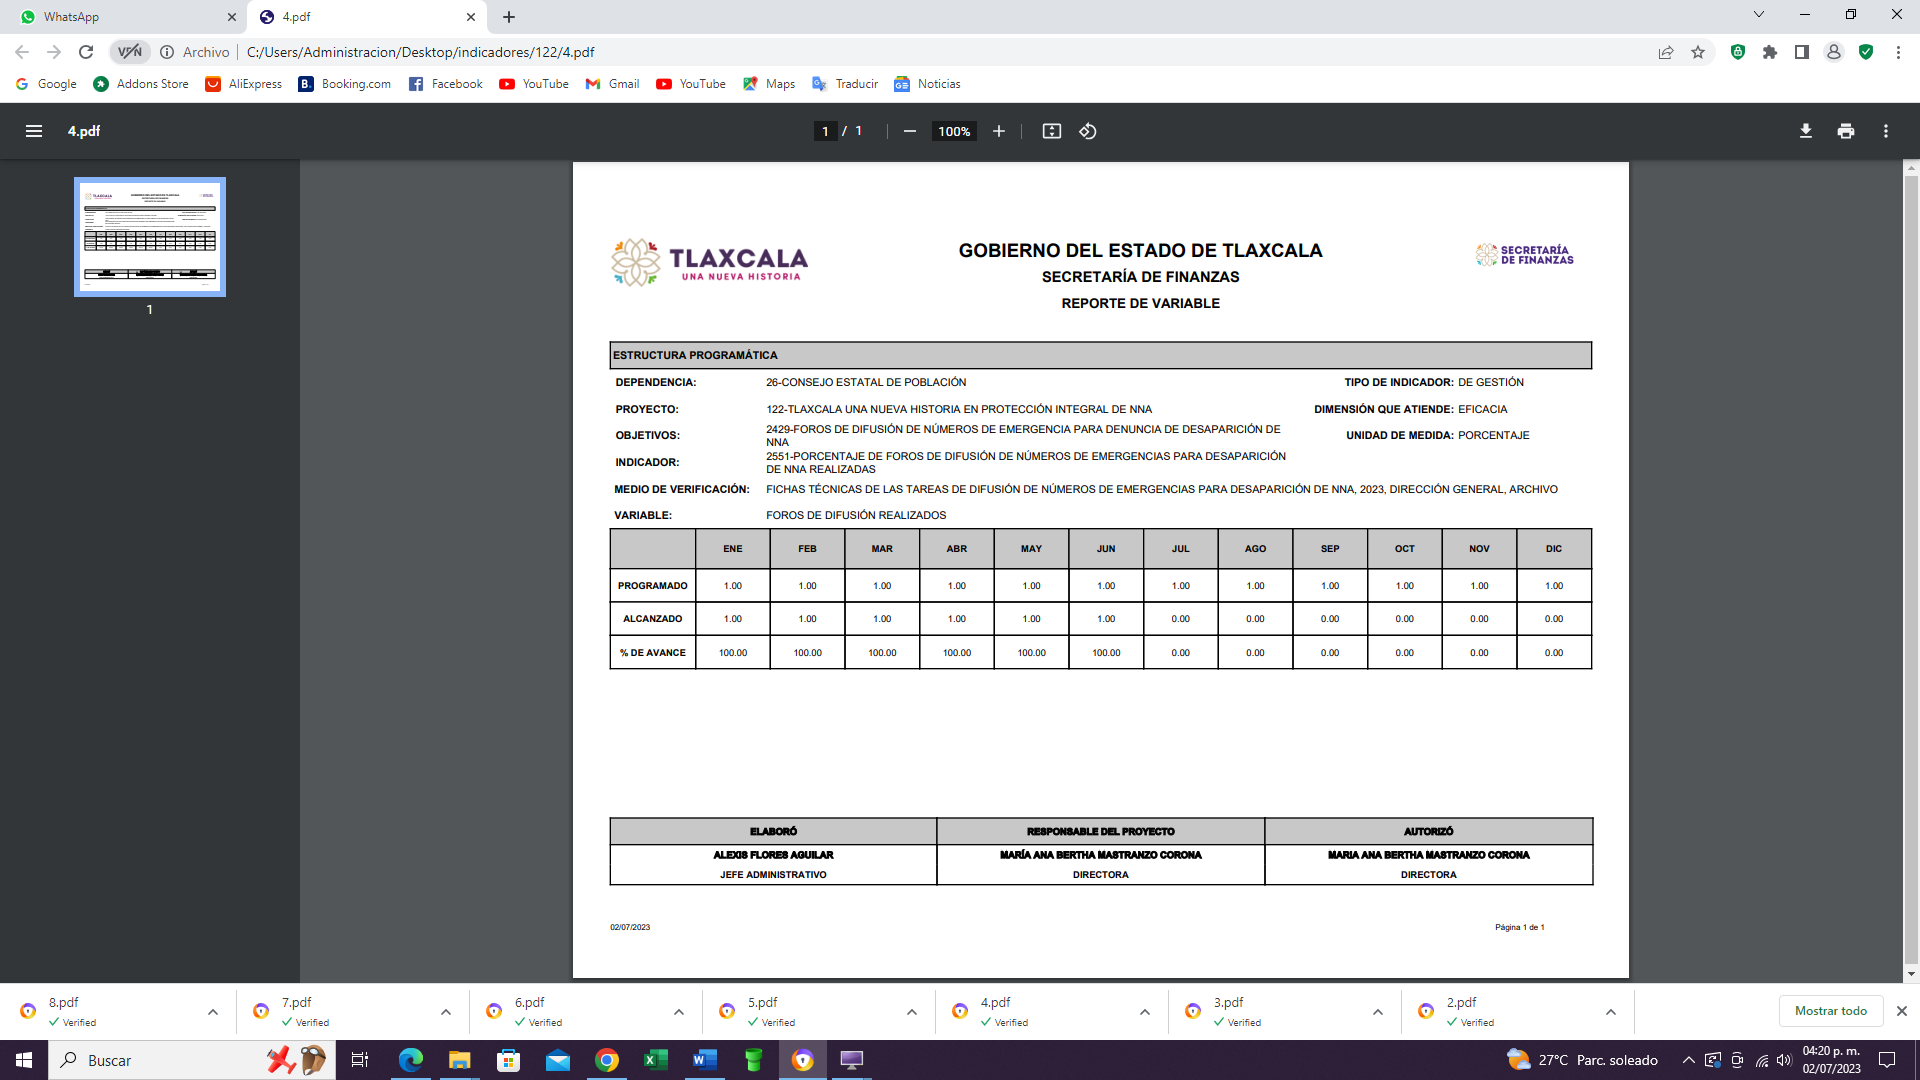 WhatsApp
4.pdf
VPN
Archivo
C:/Users/Administracion/Desktop/indicadores/122/4.pdf
Google
Addons Store
AliExpress
Booking.com
Facebook
YouTube
Gmail
YouTube
Maps
Traducir
Noticias
4.pdf
1 / 1
100%
1
TLAXCALA
UNA NUEVA HISTORIA
GOBIERNO DEL ESTADO DE TLAXCALA
SECRETARÍA DE FINANZAS
REPORTE DE VARIABLE
SECRETARÍA
DE FINANZAS
ESTRUCTURA PROGRAMÁTICA
DEPENDENCIA: 26-CONSEJO ESTATAL DE POBLACIÓN TIPO DE INDICADOR: DE GESTIÓN
PROYECTO: 122-TLAXCALA UNA NUEVA HISTORIA EN PROTECCIÓN INTEGRAL DE NNA DIMENSIÓN QUE ATIENDE: EFICACIA
OBJETIVOS: 2429-FOROS DE DIFUSIÓN DE NÚMEROS DE EMERGENCIA PARA DENUNCIA DE DESAPARICIÓN DE
NNA
UNIDAD DE MEDIDA: PORCENTAJE
INDICADOR: 2551-PORCENTAJE DE FOROS DE DIFUSIÓN DE NÚMEROS DE EMERGENCIAS PARA DESAPARICIÓN
DE NNA REALIZADAS
MEDIO DE VERIFICACIÓN: FICHAS TÉCNICAS DE LAS TAREAS DE DIFUSIÓN DE NÚMEROS DE EMERGENCIAS PARA DESAPARICIÓN DE NNA, 2023, DIRECCIÓN GENERAL, ARCHIVO
VARIABLE: FOROS DE DIFUSIÓN REALIZADOS
ENE FEB MAR ABR MAY JUN JUL AGO SEP OCT NOV DIC
PROGRAMADO 1.00 1.00 1.00 1.00 1.00 1.00 1.00 1.00 1.00 1.00 1.00 1.00
ALCANZADO 1.00 1.00 1.00 1.00 1.00 1.00 0.00 0.00 0.00 0.00 0.00 0.00
% DE AVANCE 100.00 100.00 100.00 100.00 100.00 100.00 0.00 0.00 0.00 0.00 0.00 0.00
ELABORÓ RESPONSABLE DEL PROYECTO AUTORIZÓ
ALEXIS FLORES AGUILAR MARÍA ANA BERTHA MASTRANZO CORONA MARIA ANA BERTHA MASTRANZO CORONA
JEFE ADMINISTRATIVO DIRECTORA DIRECTORA
02/07/2023 Página 1 de 1
8.pdf
Verified
7.pdf
Verified
6.pdf
Verified
5.pdf
Verified
4.pdf
Verified
3.pdf
Verified
2.pdf
Verified
Mostrar todo
Buscar
27°C Parc. soleado
04:20 p. m.
02/07/2023